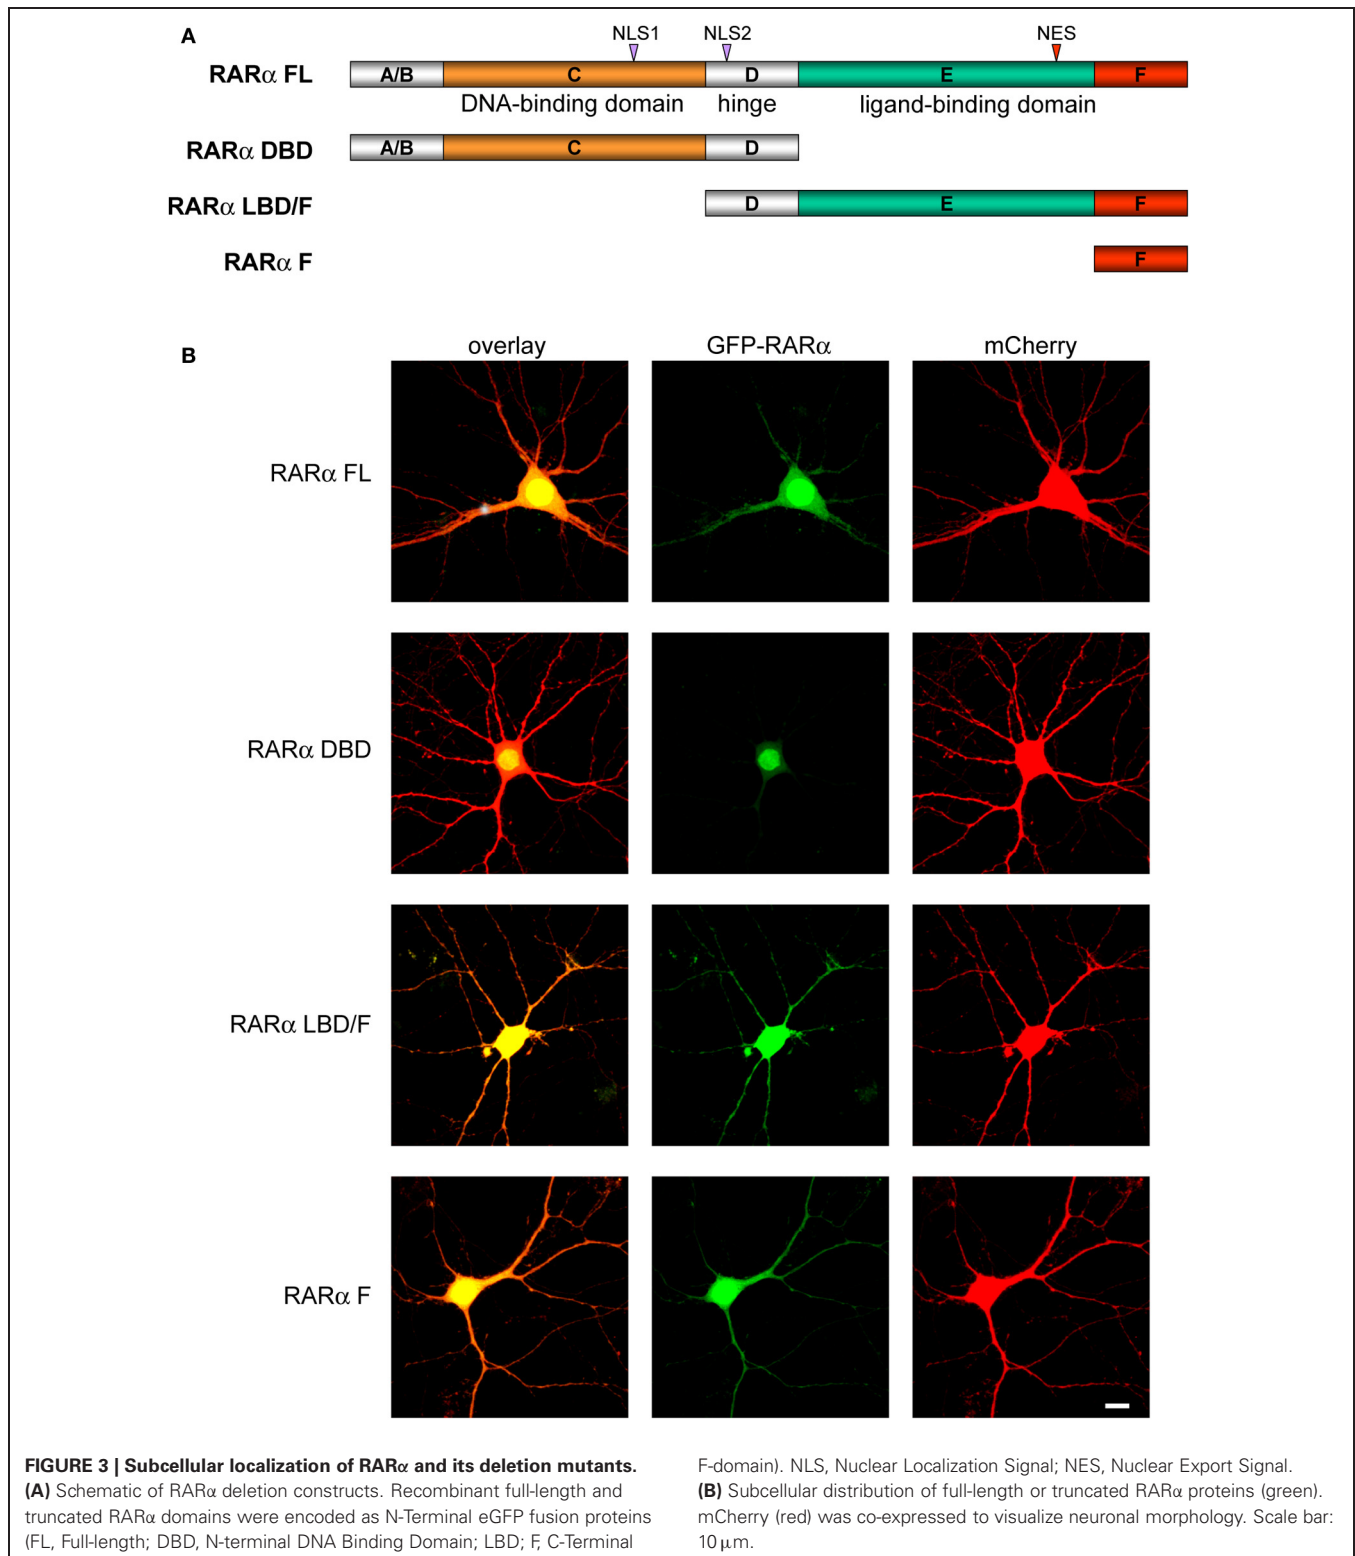 A
NLS1 NLS2 NES
RARα FL A/B C D E F
DNA-binding domain hinge ligand-binding domain
RARα DBD A/B C D
RARα LBD/F D E F
RARα F F
B
overlay GFP-RARα mCherry
RARα FL
RARα DBD
RARα LBD/F
RARα F
FIGURE 3 | Subcellular localization of RARα and its deletion mutants.
(A) Schematic of RARα deletion constructs. Recombinant full-length and
truncated RARα domains were encoded as N-Terminal eGFP fusion proteins
(FL, Full-length; DBD, N-terminal DNA Binding Domain; LBD; F, C-Terminal
F-domain). NLS, Nuclear Localization Signal; NES, Nuclear Export Signal.
(B) Subcellular distribution of full-length or truncated RARα proteins (green).
mCherry (red) was co-expressed to visualize neuronal morphology. Scale bar:
10 μm.